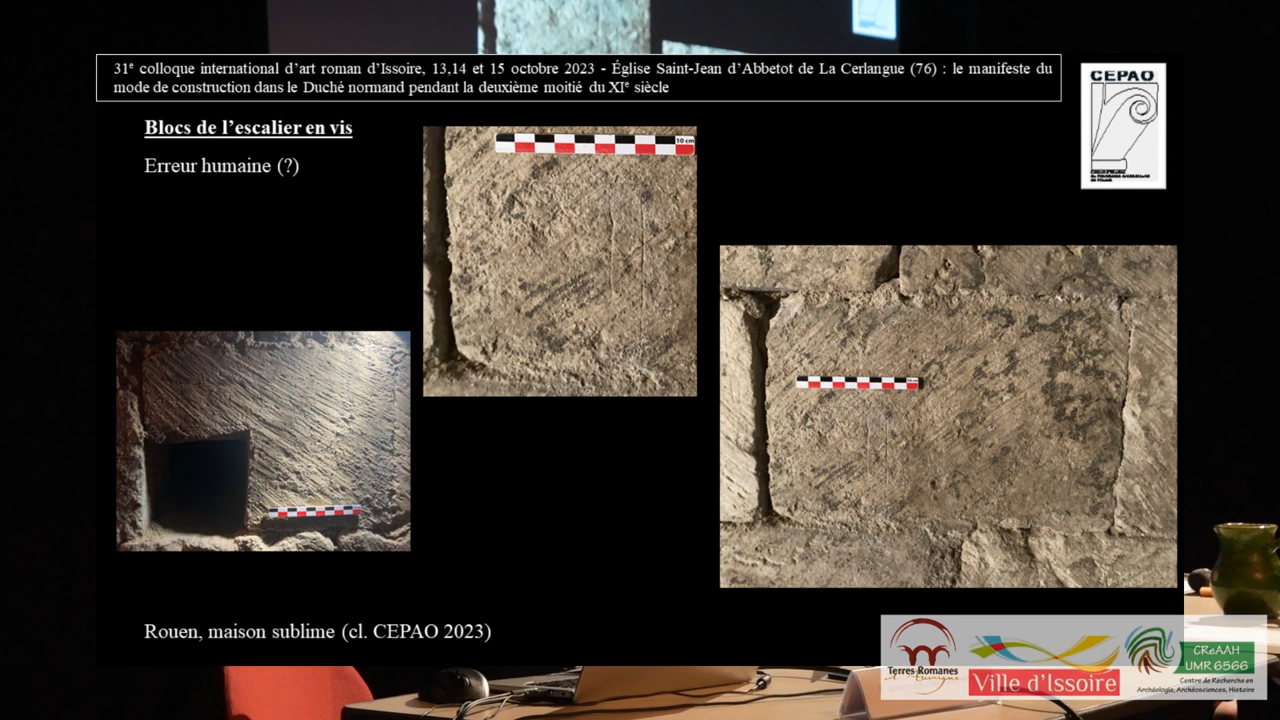 31e colloque international d'art roman d'Issoire, 13,14 et 15 octobre 2023 - Église Saint-Jean d'Abbetot de La Cerlangue (76) : le manifeste du
mode de construction dans le Duché normand pendant la deuxième moitié du XIe siècle
CEPAO
Blocs de l'escalier en vis
Erreur humaine (?)
10 cm
Rouen, maison sublime (cl. CEPAO 2023)
Terres Romanes
d'Auvergne
Ville d'Issoire
CReAAH
UMR 6566
Centre de Recherche en
Archéologie, Archéosciences, Histoire